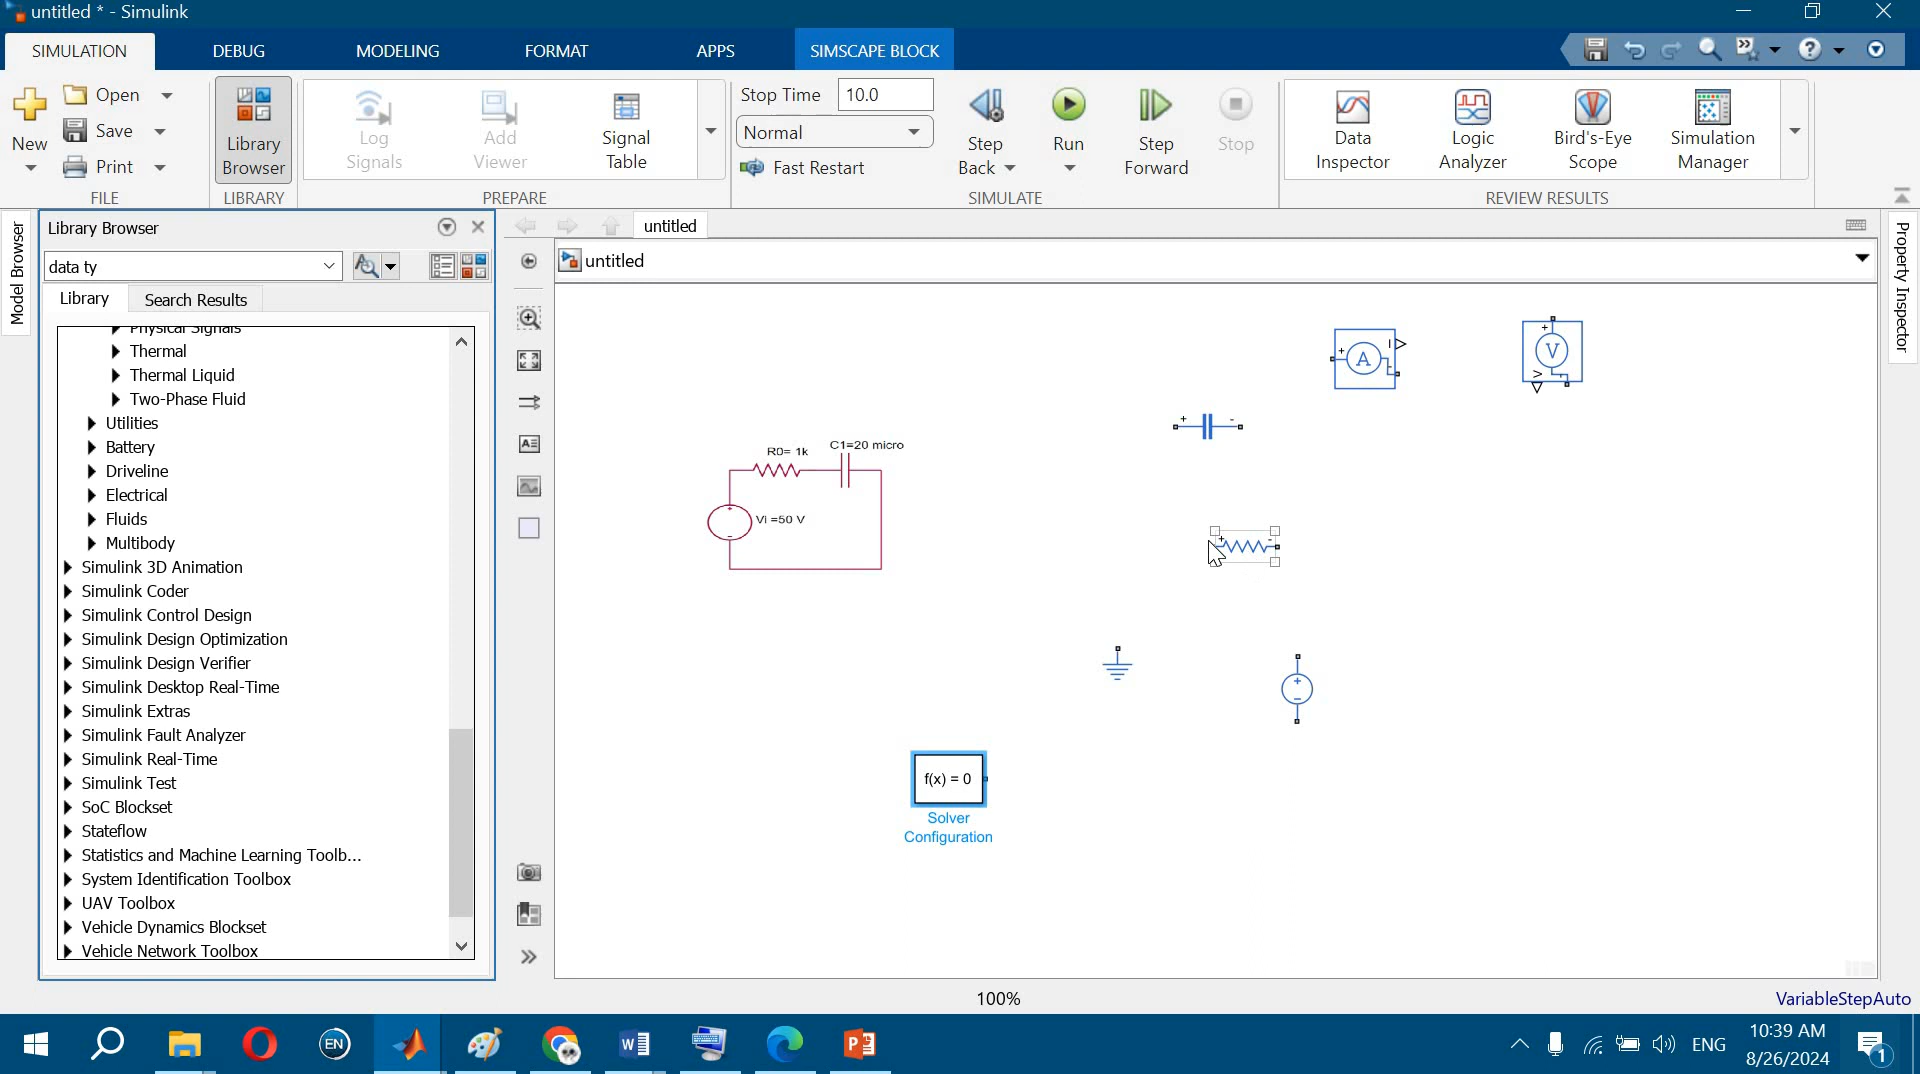 untitled * - Simulink
SIMULATION
DEBUG
MODELING
FORMAT
APPS
SIMSCAPE BLOCK
New
Open
Save
Print
FILE
Library
Browser
LIBRARY
Log
Signals
Add
Viewer
Signal
Table
PREPARE
Stop Time
10.0
Normal
Fast Restart
Step
Back
Run
Step
Forward
Stop
SIMULATE
Data
Inspector
Logic
Analyzer
Bird's-Eye
Scope
Simulation
Manager
REVIEW RESULTS
Model Browser
Library Browser
data ty
Library
Search Results
Physical Signals
Thermal
Thermal Liquid
Two-Phase Fluid
Utilities
Battery
Driveline
Electrical
Fluids
Multibody
Simulink 3D Animation
Simulink Coder
Simulink Control Design
Simulink Design Optimization
Simulink Design Verifier
Simulink Desktop Real-Time
Simulink Extras
Simulink Fault Analyzer
Simulink Real-Time
Simulink Test
SoC Blockset
Stateflow
Statistics and Machine Learning Toolb...
System Identification Toolbox
UAV Toolbox
Vehicle Dynamics Blockset
Vehicle Network Toolbox
untitled
untitled
Property Inspector
R0= 1k
C1=20 micro
Vi =50 V
+ -
+ A I -
+ V V -
+ -
+ -
f(x) = 0
Solver
Configuration
100%
VariableStepAuto
EN
ENG
10:39 AM
8/26/2024
1